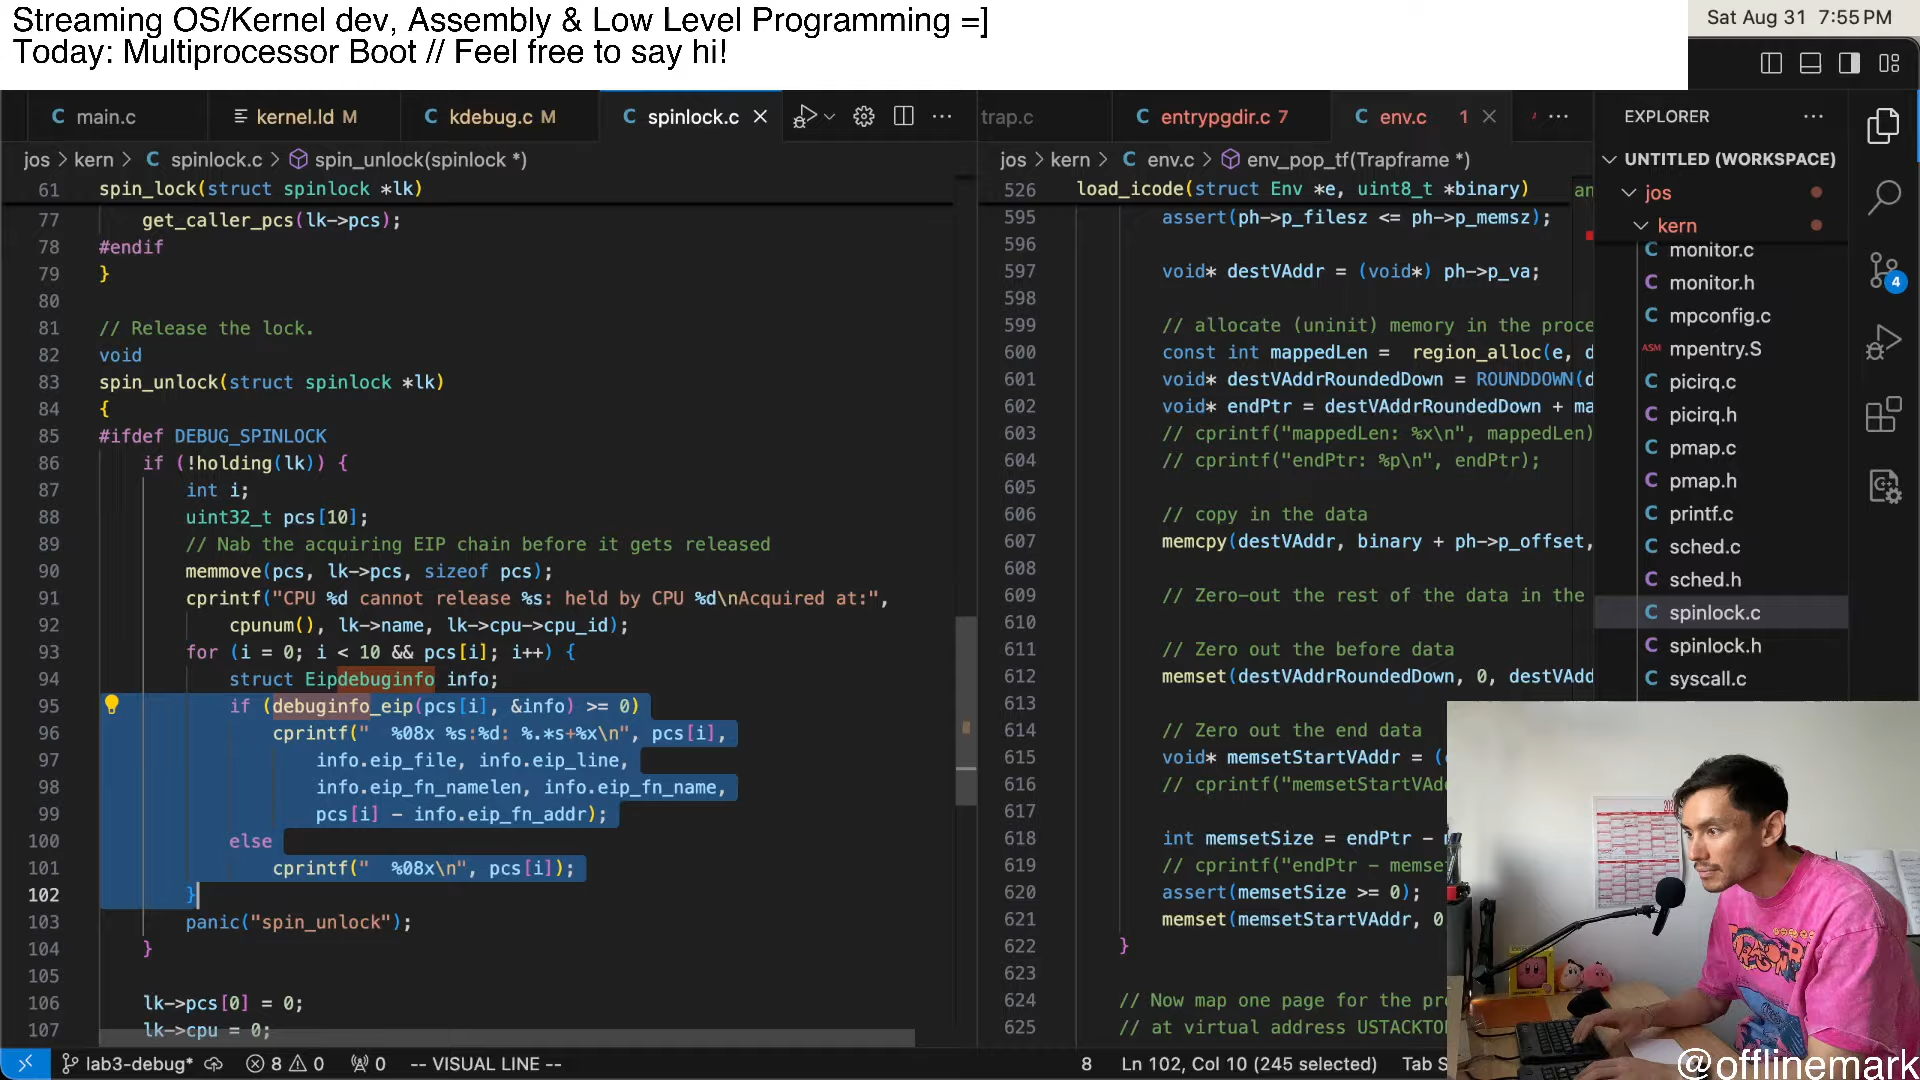 Streaming OS/Kernel dev, Assembly & Low Level Programming =]
Today: Multiprocessor Boot // Feel free to say hi!
Sat Aug 31 7:55 PM
C main.c
kernel.ld M
C kdebug.c M
C spinlock.c
jos > kern > C spinlock.c > spin_unlock(spinlock *)
61 spin_lock(struct spinlock *lk)
77 get_caller_pcs(lk->pcs);
78 #endif
79 }
80
81 // Release the lock.
82 void
83 spin_unlock(struct spinlock *lk)
84 {
85 #ifdef DEBUG_SPINLOCK
86 if (!holding(lk)) {
87 int i;
88 uint32_t pcs[10];
89 // Nab the acquiring EIP chain before it gets released
90 memmove(pcs, lk->pcs, sizeof pcs);
91 cprintf("CPU %d cannot release %s: held by CPU %d\nAcquired at:",
92 cpunum(), lk->name, lk->cpu->cpu_id);
93 for (i = 0; i < 10 && pcs[i]; i++) {
94 struct Eipdebuginfo info;
95 if (debuginfo_eip(pcs[i], &info) >= 0)
96 cprintf("  %08x %s:%d: %.*s+%x\n", pcs[i],
97 info.eip_file, info.eip_line,
98 info.eip_fn_namelen, info.eip_fn_name,
99 pcs[i] - info.eip_fn_addr);
100 else
101 cprintf("  %08x\n", pcs[i]);
102 }
103 panic("spin_unlock");
104 }
105
106 lk->pcs[0] = 0;
107 lk->cpu = 0;
trap.c
C entrypgdir.c 7
C env.c 1
jos > kern > C env.c > env_pop_tf(Trapframe *)
526 load_icode(struct Env *e, uint8_t *binary)
an
595 assert(ph->p_filesz <= ph->p_memsz);
596
597 void* destVAddr = (void*) ph->p_va;
598
599 // allocate (uninit) memory in the proce
600 const int mappedLen =  region_alloc(e, d
601 void* destVAddrRoundedDown = ROUNDDOWN(d
602 void* endPtr = destVAddrRoundedDown + ma
603 // cprintf("mappedLen: %x\n", mappedLen)
604 // cprintf("endPtr: %p\n", endPtr);
605
606 // copy in the data
607 memcpy(destVAddr, binary + ph->p_offset,
608
609 // Zero-out the rest of the data in the
610
611 // Zero out the before data
612 memset(destVAddrRoundedDown, 0, destVAdd
613
614 // Zero out the end data
615 void* memsetStartVAddr = (
616 // cprintf("memsetStartVAd
617
618 int memsetSize = endPtr -
619 // cprintf("endPtr - memse
620 assert(memsetSize >= 0);
621 memset(memsetStartVAddr, 0
622 }
623
624 // Now map one page for the pr
625 // at virtual address USTACKTO
EXPLORER
UNTITLED (WORKSPACE)
jos
kern
C monitor.c
C monitor.h
C mpconfig.c
ASM mpentry.S
C picirq.c
C picirq.h
C pmap.c
C pmap.h
C printf.c
C sched.c
C sched.h
C spinlock.c
C spinlock.h
C syscall.c
4
lab3-debug* 8 0 0 -- VISUAL LINE -- 8 Ln 102, Col 10 (245 selected) Tab S
@offlinemark